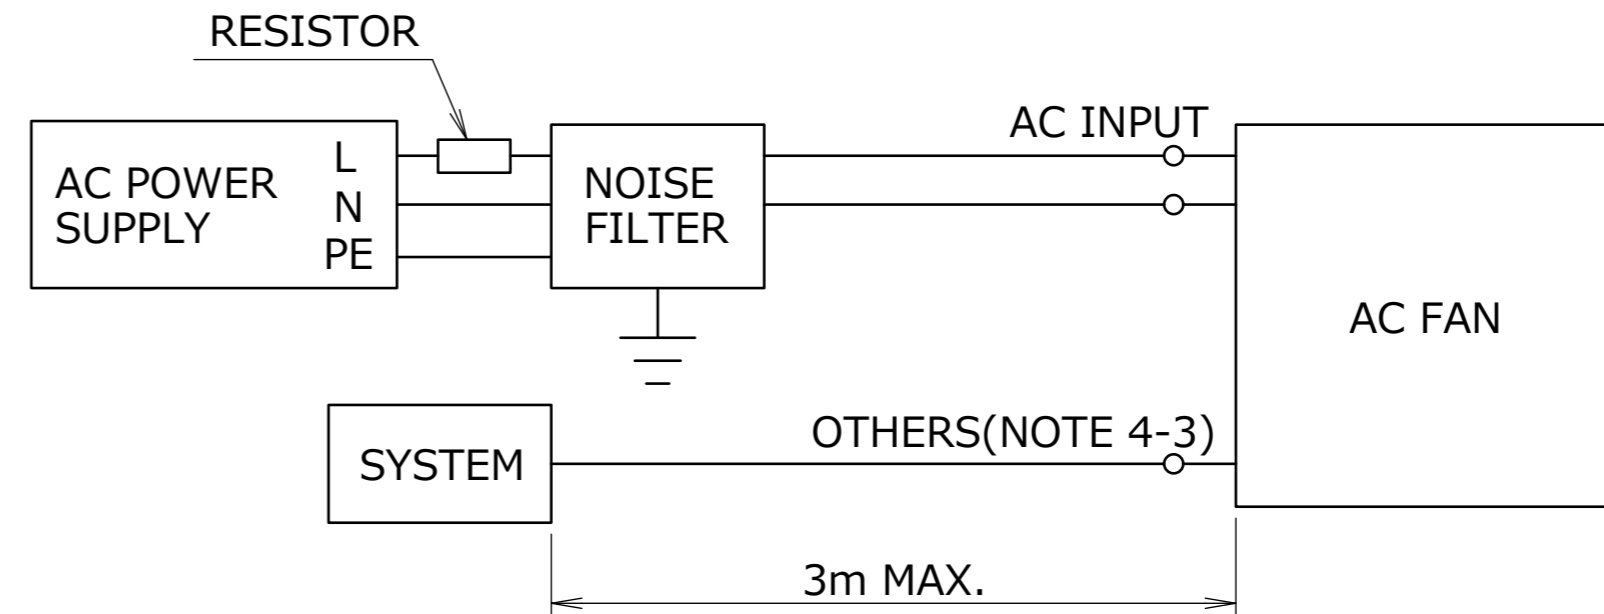 RESISTOR
AC INPUT
L
AC POWER
SUPPLY
N
PE
NOISE
FILTER
AC FAN
OTHERS(NOTE 4-3)
SYSTEM
3m MAX.